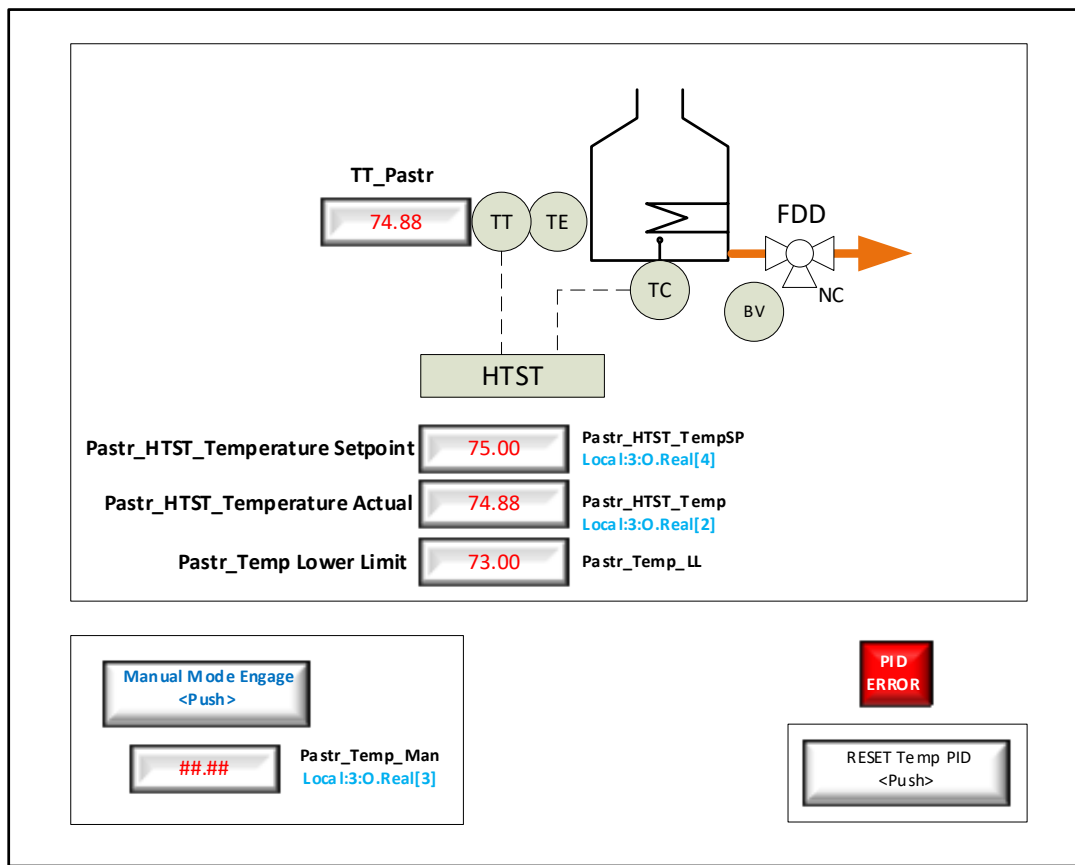 TT_Pastr
74.88
TT
TE
FDD
TC
NC
BV
HTST
Pastr_HTST_Temperature Setpoint
75.00
Pastr_HTST_TempSP
Local:3:O.Real[4]
Pastr_HTST_Temperature Actual
74.88
Pastr_HTST_Temp
Local:3:O.Real[2]
Pastr_Temp Lower Limit
73.00
Pastr_Temp_LL
Manual Mode Engage
<Push>
##.##
Pastr_Temp_Man
Local:3:O.Real[3]
PID
ERROR
RESET Temp PID
<Push>